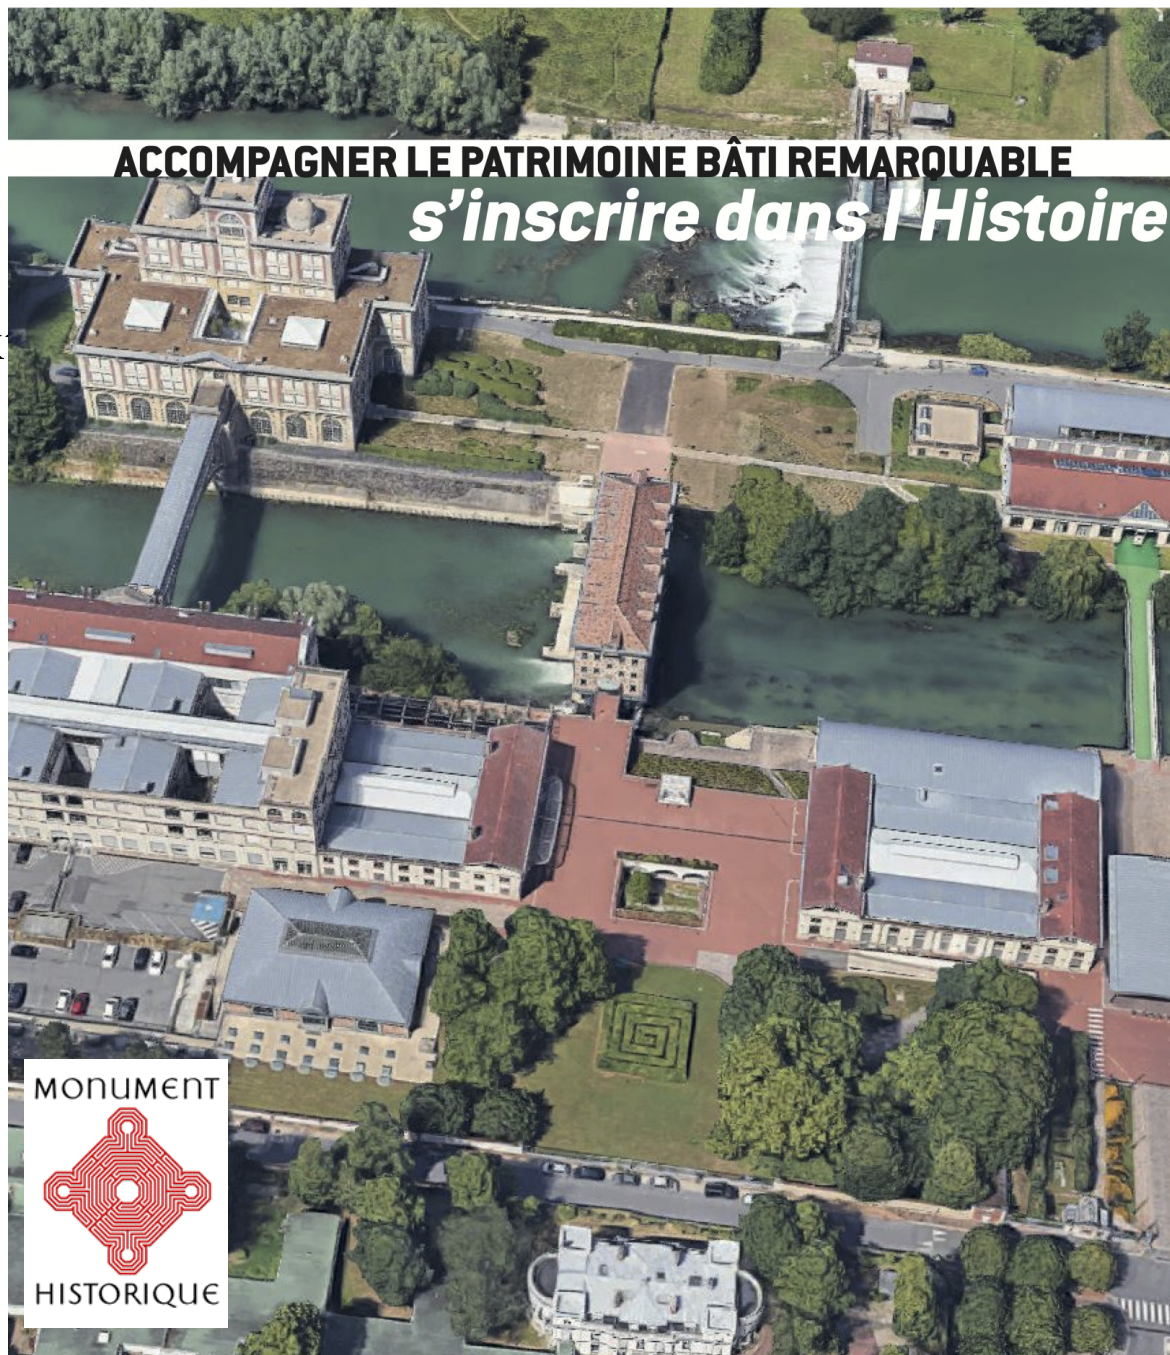 ACCOMPAGNER LE PATRIMOINE BÂTI REMARQUABLE
s'inscrire dans l'Histoire
MONUMENT
HISTORIQUE